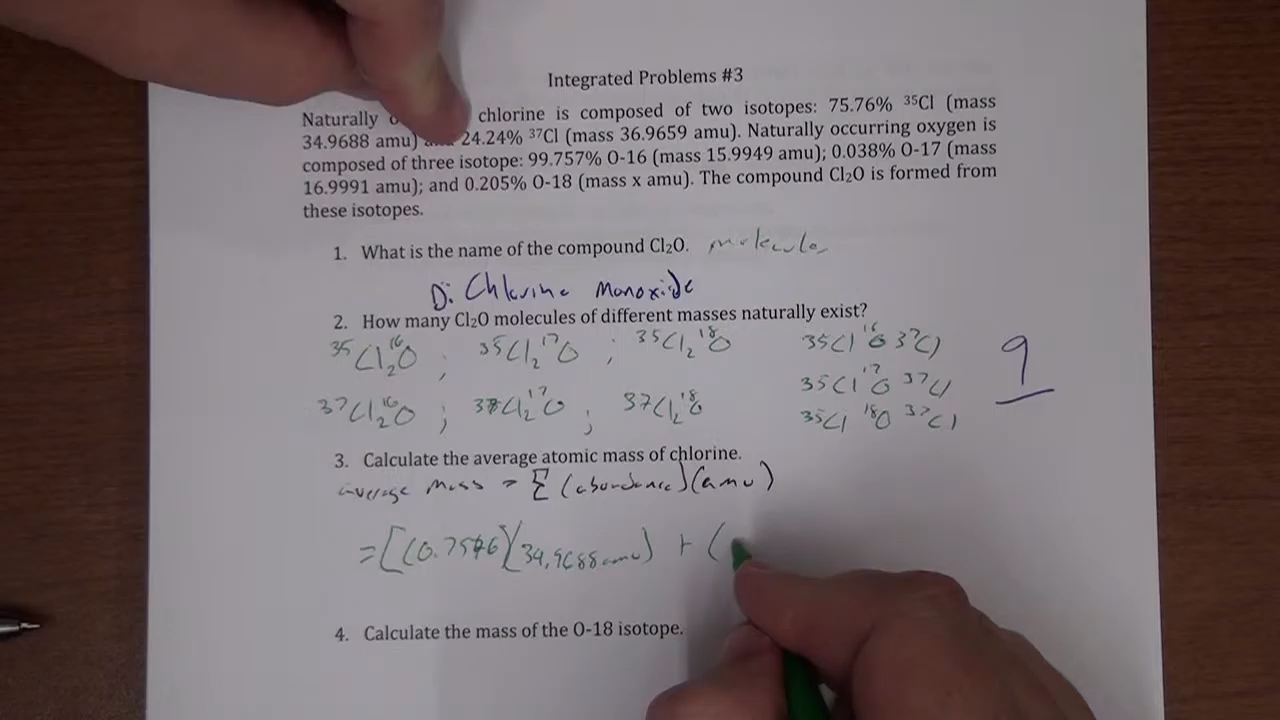 Integrated Problems #3
Naturally chlorine is composed of two isotopes: 75.76% ³⁵Cl (mass
34.9688 amu) 24.24% ³⁷Cl (mass 36.9659 amu). Naturally occurring oxygen is
composed of three isotope: 99.757% O-16 (mass 15.9949 amu); 0.038% O-17 (mass
16.9991 amu); and 0.205% O-18 (mass x amu). The compound Cl₂O is formed from
these isotopes.
1. What is the name of the compound Cl₂O. molecular
Di Chlorine Monoxide
2. How many Cl₂O molecules of different masses naturally exist?
³⁵Cl₂¹⁶O ; ³⁵Cl₂¹⁷O ; ³⁵Cl₂¹⁸O ³⁵Cl ¹⁶O ³⁷Cl
³⁵Cl ¹⁷O ³⁷Cl 9
³⁷Cl₂¹⁶O ; ³⁷Cl₂¹⁷O ; ³⁷Cl₂¹⁸O ³⁵Cl ¹⁸O ³⁷Cl
3. Calculate the average atomic mass of chlorine.
average mass = Σ (abundance)(amu)
= [(0.7576)(34.9688 amu) + (
4. Calculate the mass of the O-18 isotope.